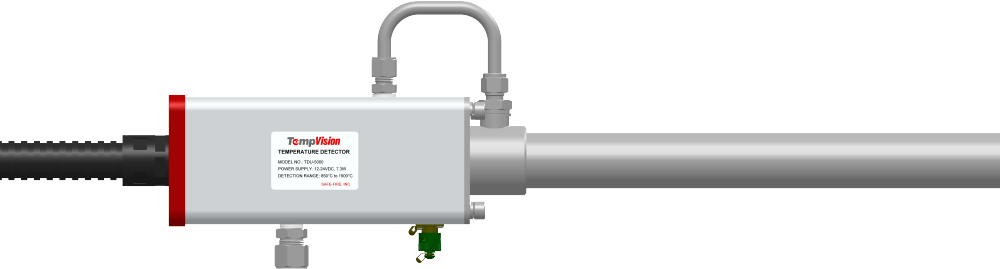 TempVision
TEMPERATURE DETECTOR
MODEL NO.: TDU-5000
POWER SUPPLY: 12-24VDC, 7.3W
DETECTION RANGE: 850°C to 1900°C
SAFE-FIRE, INC.